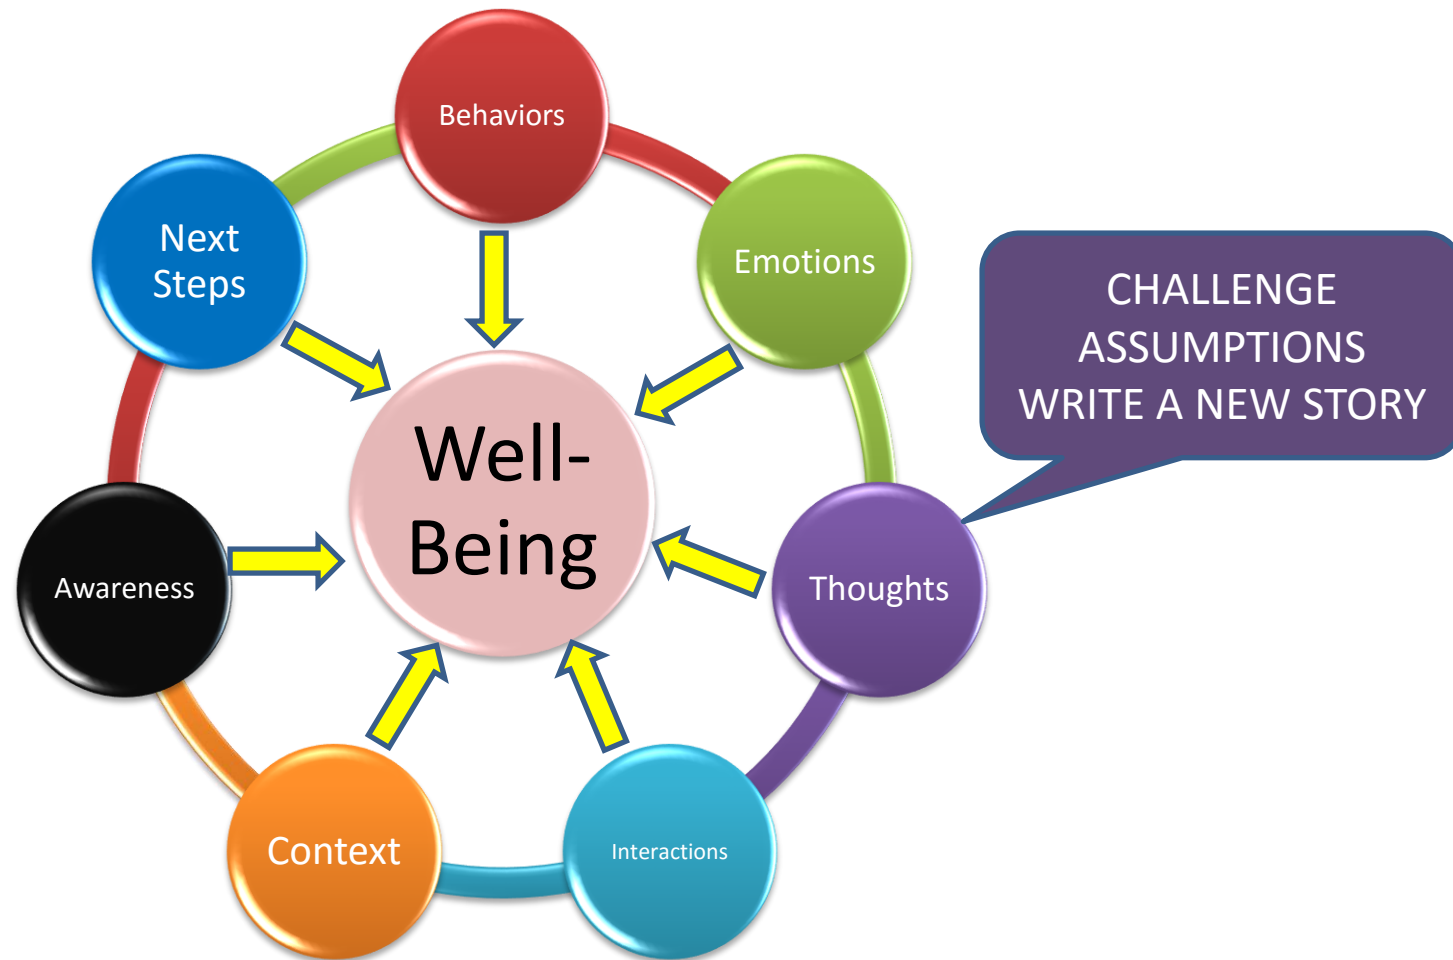 Behaviors
Next
Steps
Emotions
CHALLENGE
ASSUMPTIONS
WRITE A NEW STORY
Well-
Being
Awareness
Thoughts
Context
Interactions